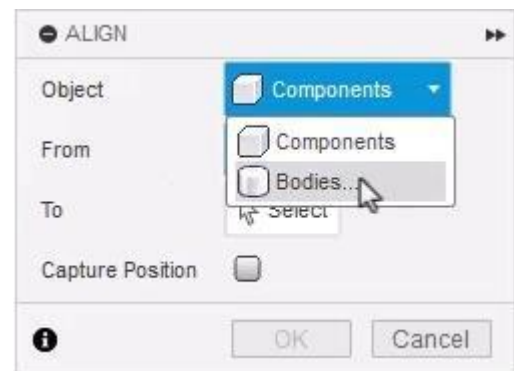 ALIGN
Object Components
Components
From
Bodies...
To Select
Capture Position
OK Cancel